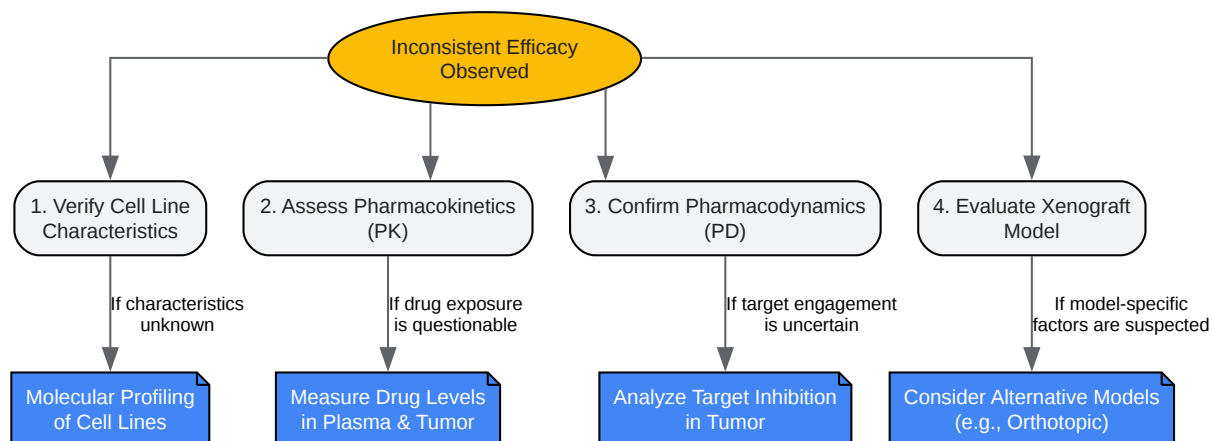 Inconsistent Efficacy
Observed
1. Verify Cell Line
Characteristics
2. Assess Pharmacokinetics
(PK)
3. Confirm Pharmacodynamics
(PD)
4. Evaluate Xenograft
Model
If characteristics
unknown
If drug exposure
is questionable
If target engagement
is uncertain
If model-specific
factors are suspected
Molecular Profiling
of Cell Lines
Measure Drug Levels
in Plasma & Tumor
Analyze Target Inhibition
in Tumor
Consider Alternative Models
(e.g., Orthotopic)